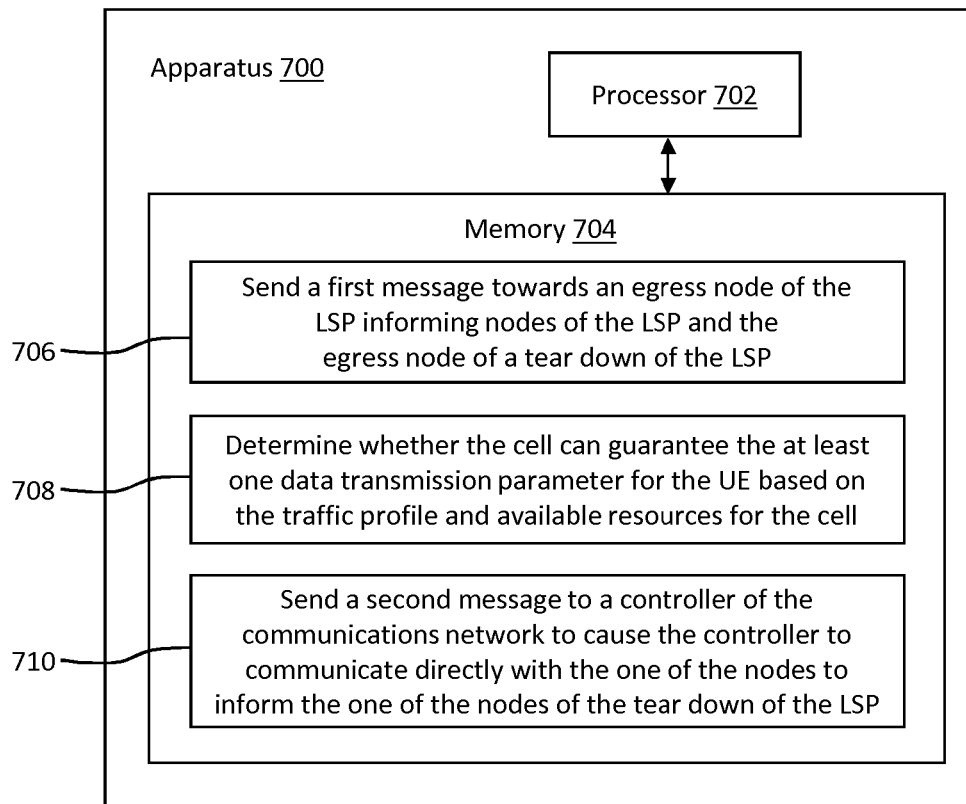 Apparatus 700
Processor 702
Memory 704
Send a first message towards an egress node of the
LSP informing nodes of the LSP and the
egress node of a tear down of the LSP
706
Determine whether the cell can guarantee the at least
one data transmission parameter for the UE based on
the traffic profile and available resources for the cell
708
Send a second message to a controller of the
communications network to cause the controller to
communicate directly with the one of the nodes to
inform the one of the nodes of the tear down of the LSP
710